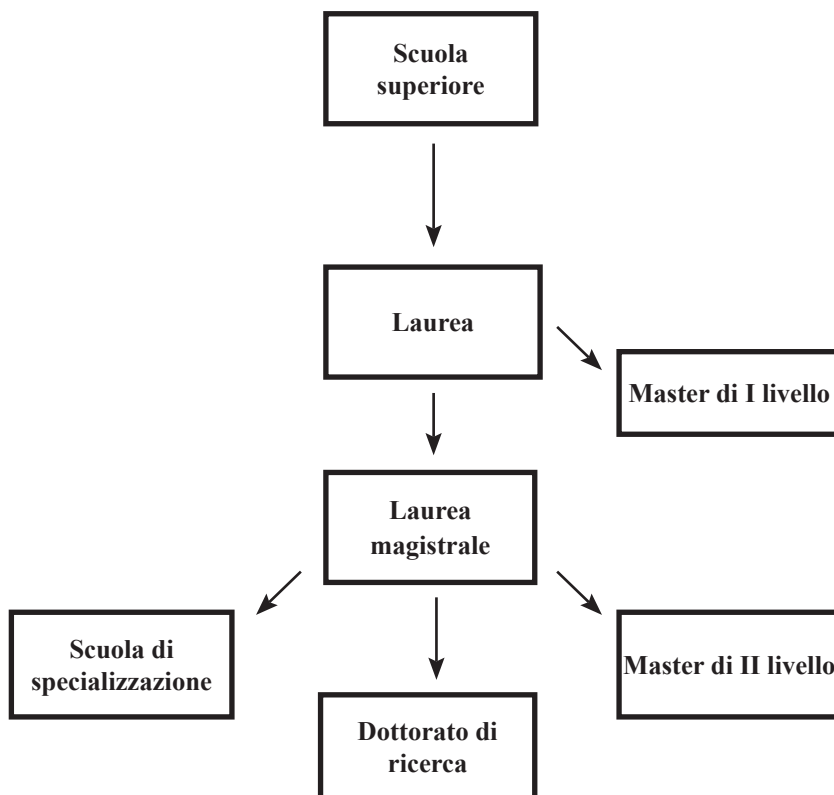 Scuola
superiore
Laurea
Master di I livello
Laurea
magistrale
Scuola di
specializzazione
Master di II livello
Dottorato di
ricerca